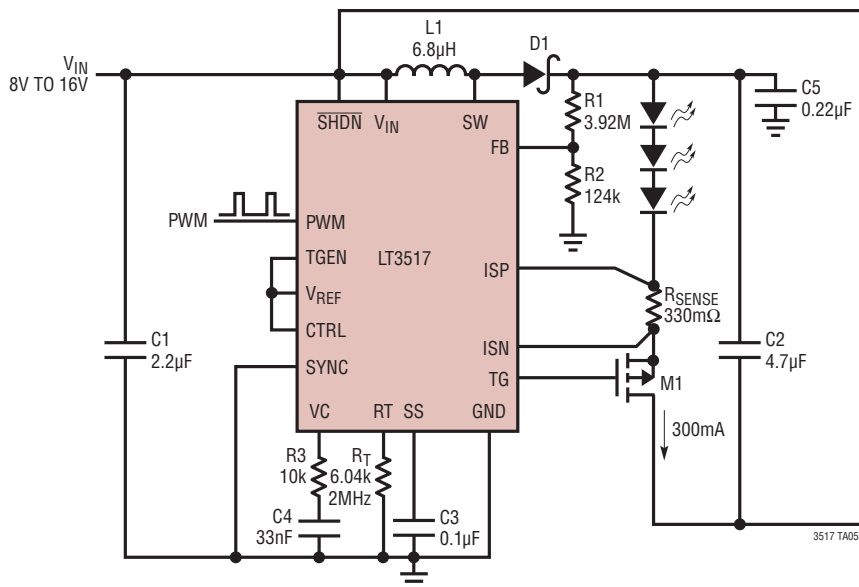 L1
6.8µH
D1
VIN
8V TO 16V
C5
0.22µF
R1
3.92M
SHDN
VIN
SW
FB
R2
124k
PWM
PWM
TGEN
LT3517
ISP
VREF
RSENSE
330mΩ
CTRL
C1
2.2µF
ISN
C2
4.7µF
SYNC
TG
M1
VC
RT
SS
GND
300mA
R3
10k
RT
6.04k
2MHz
C4
33nF
C3
0.1µF
3517 TA05